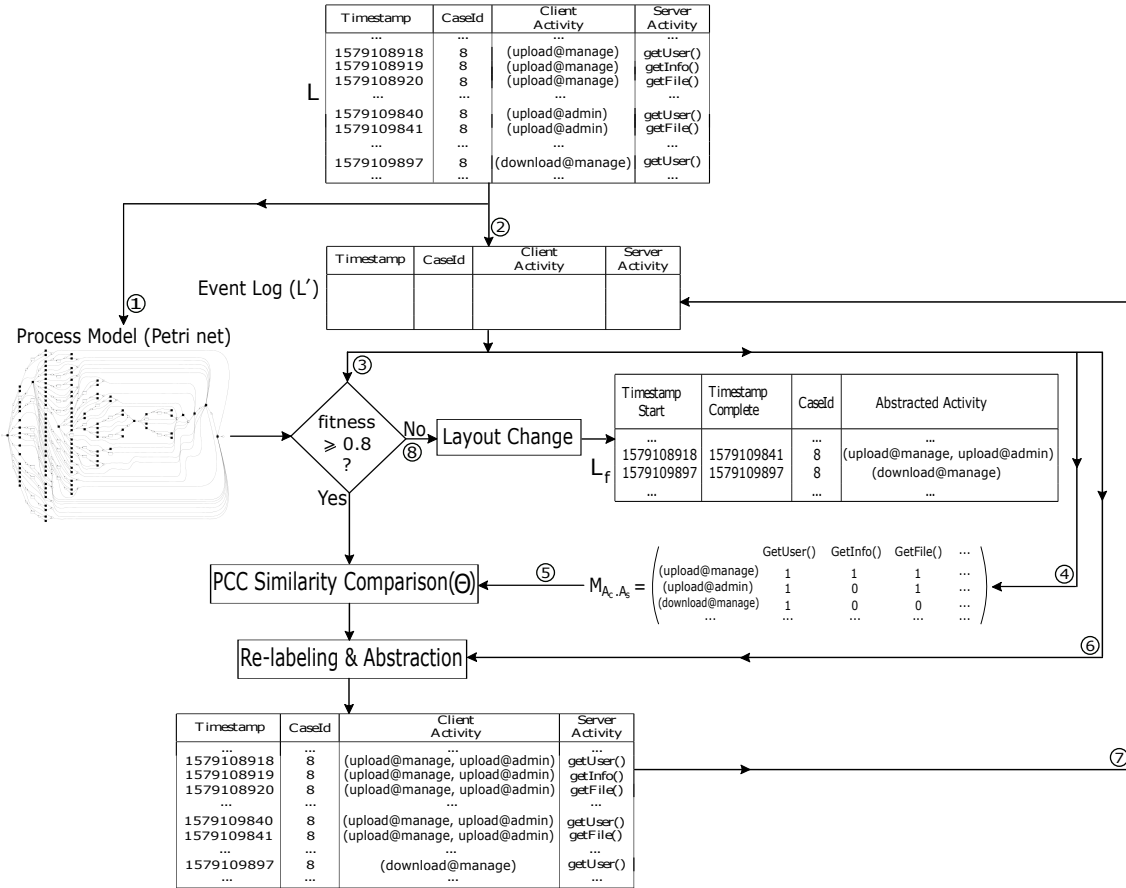 Timestamp CaseId Client Activity Server Activity
... ... ... ...
1579108918 8 (upload@manage) getUser()
1579108919 8 (upload@manage) getInfo()
1579108920 8 (upload@manage) getFile()
... ... ... ...
1579109840 8 (upload@admin) getUser()
1579109841 8 (upload@admin) getFile()
... ... ... ...
1579109897 8 (download@manage) getUser()
... ... ... ...
L
②
Timestamp CaseId Client Activity Server Activity
Event Log (L′)
①
Process Model (Petri net)
③
fitness
⩾ 0.8
?
No
⑧
Yes
Layout Change
L_f
Timestamp Start Timestamp Complete CaseId Abstracted Activity
... ... ... ...
1579108918 1579109841 8 (upload@manage, upload@admin)
1579109897 1579109897 8 (download@manage)
... ... ... ...
GetUser() GetInfo() GetFile() ...
(upload@manage) 1 1 1 ...
(upload@admin) 1 0 1 ...
(download@manage) 1 0 0 ...
... ... ... ...
M_{A_c.A_s} =
④
⑤
PCC Similarity Comparison(Θ)
⑥
Re-labeling & Abstraction
Timestamp CaseId Client Activity Server Activity
... ... ... ...
1579108918 8 (upload@manage, upload@admin) getUser()
1579108919 8 (upload@manage, upload@admin) getInfo()
1579108920 8 (upload@manage, upload@admin) getFile()
... ... ... ...
1579109840 8 (upload@manage, upload@admin) getUser()
1579109841 8 (upload@manage, upload@admin) getFile()
... ... ... ...
1579109897 8 (download@manage) getUser()
... ... ... ...
⑦